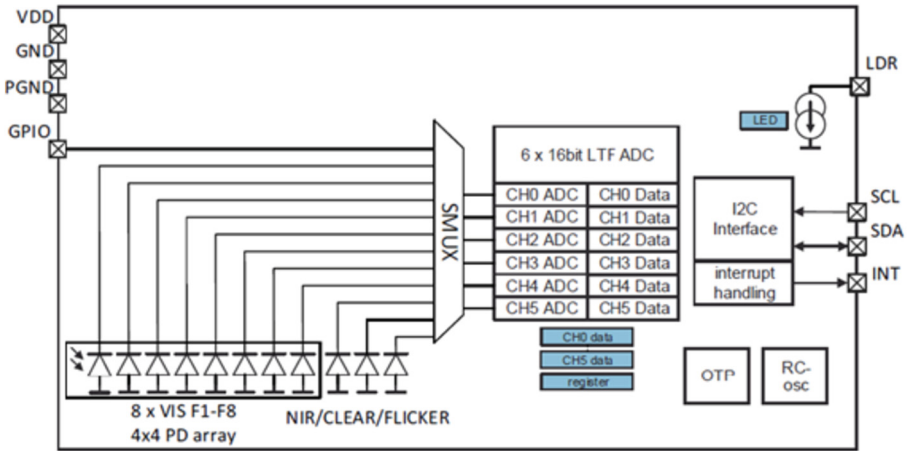 VDD
GND
PGND
GPIO
LDR
LED
6 x 16bit LTF ADC
CH0 ADC CH0 Data
CH1 ADC CH1 Data
CH2 ADC CH2 Data
CH3 ADC CH3 Data
CH4 ADC CH4 Data
CH5 ADC CH5 Data
SMUX
I2C
Interface
interrupt
handling
SCL
SDA
INT
CH0 data
CH5 data
register
OTP
RC-
osc
8 x VIS F1-F8
4x4 PD array
NIR/CLEAR/FLICKER